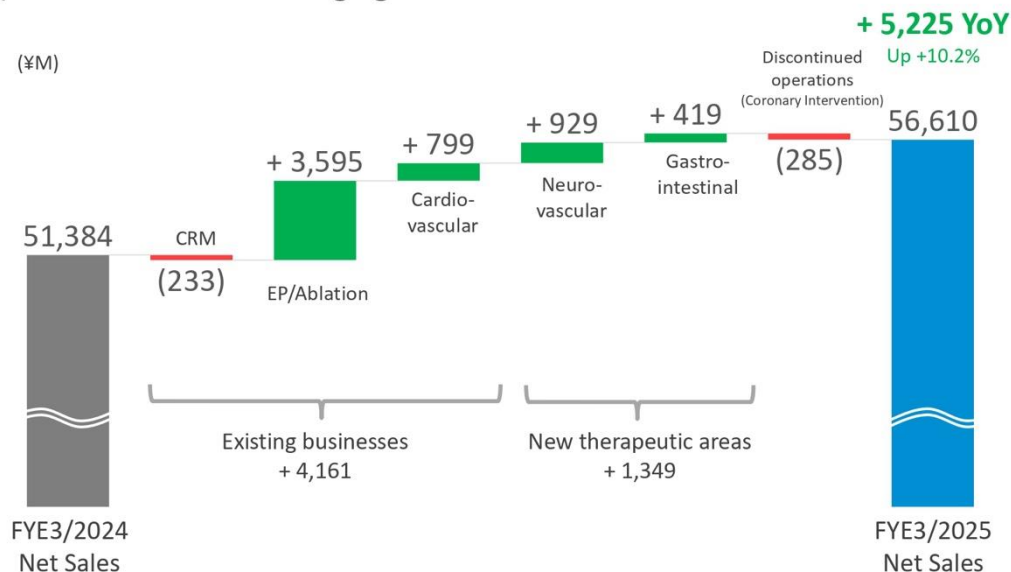 + 5,225 YoY
Up +10.2%
(¥M)
Discontinued
operations
(Coronary Intervention)
51,384
CRM
(233)
+ 3,595
EP/Ablation
+ 799
Cardio-
vascular
+ 929
Neuro-
vascular
+ 419
Gastro-
intestinal
(285)
56,610
Existing businesses
+ 4,161
New therapeutic areas
+ 1,349
FYE3/2024
Net Sales
FYE3/2025
Net Sales